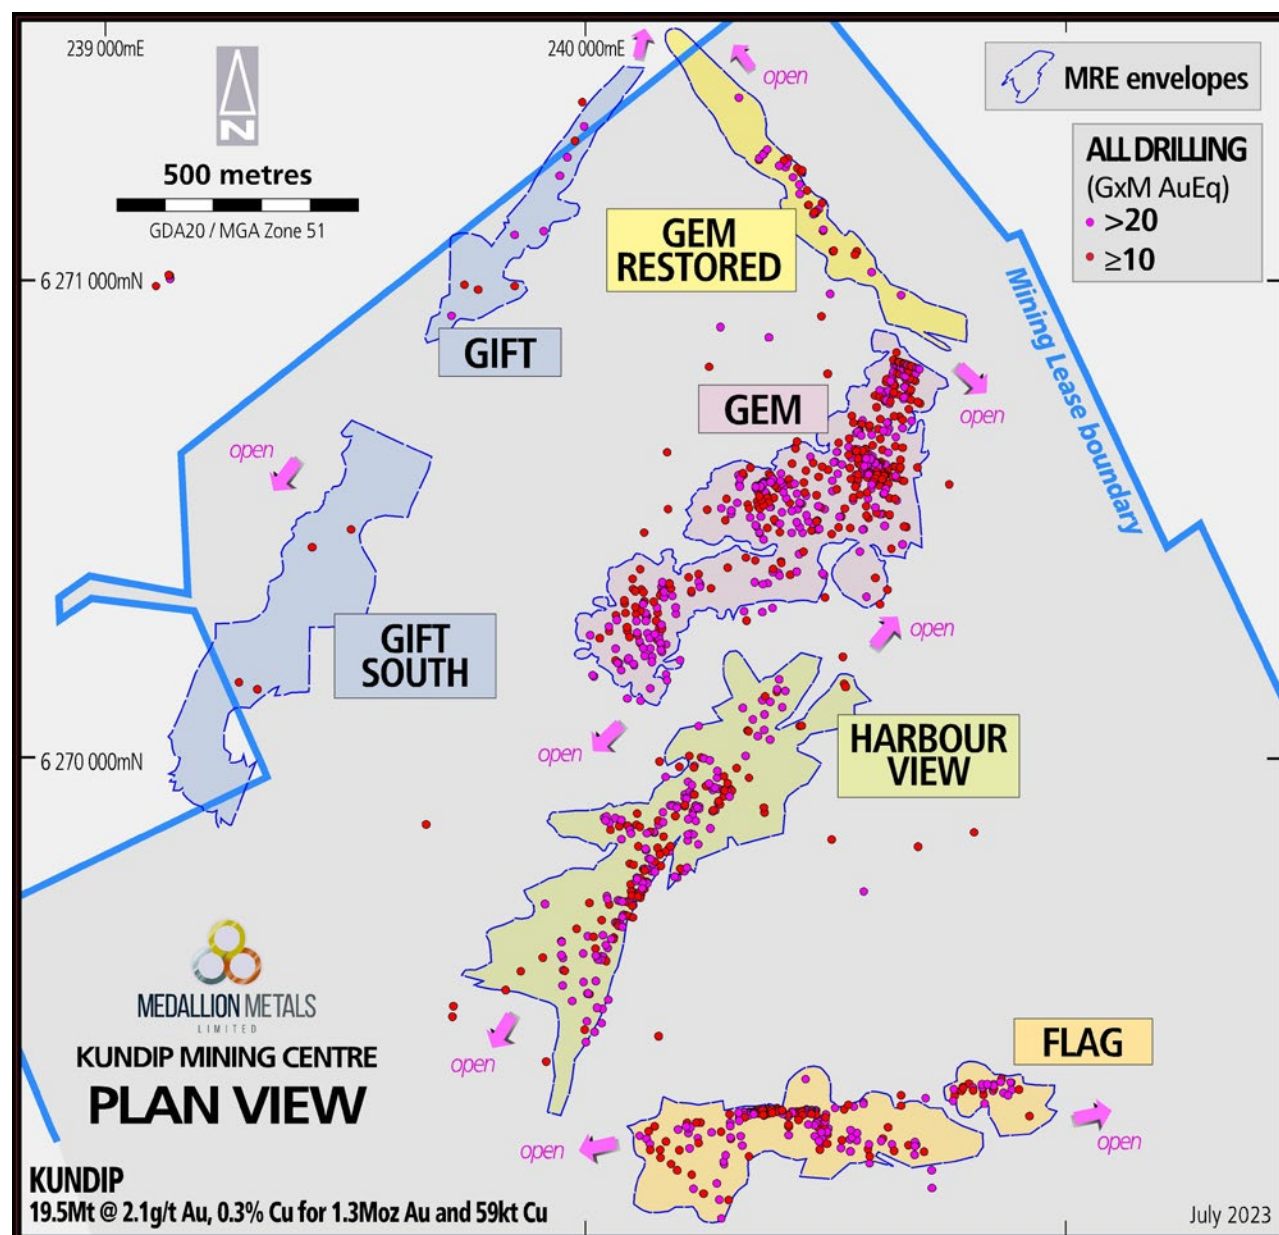 239 000mE
240 000mE
open
MRE envelopes
N
500 metres
GDA20 / MGA Zone 51
ALL DRILLING
(GxM AuEq)
>20
≥10
GEM
RESTORED
6 271 000mN
GIFT
Mining Lease boundary
GEM
open
open
GIFT
SOUTH
open
open
HARBOUR
VIEW
6 270 000mN
MEDALLION METALS
LIMITED
KUNDIP MINING CENTRE
PLAN VIEW
open
FLAG
open
open
KUNDIP
19.5Mt @ 2.1g/t Au, 0.3% Cu for 1.3Moz Au and 59kt Cu
July 2023